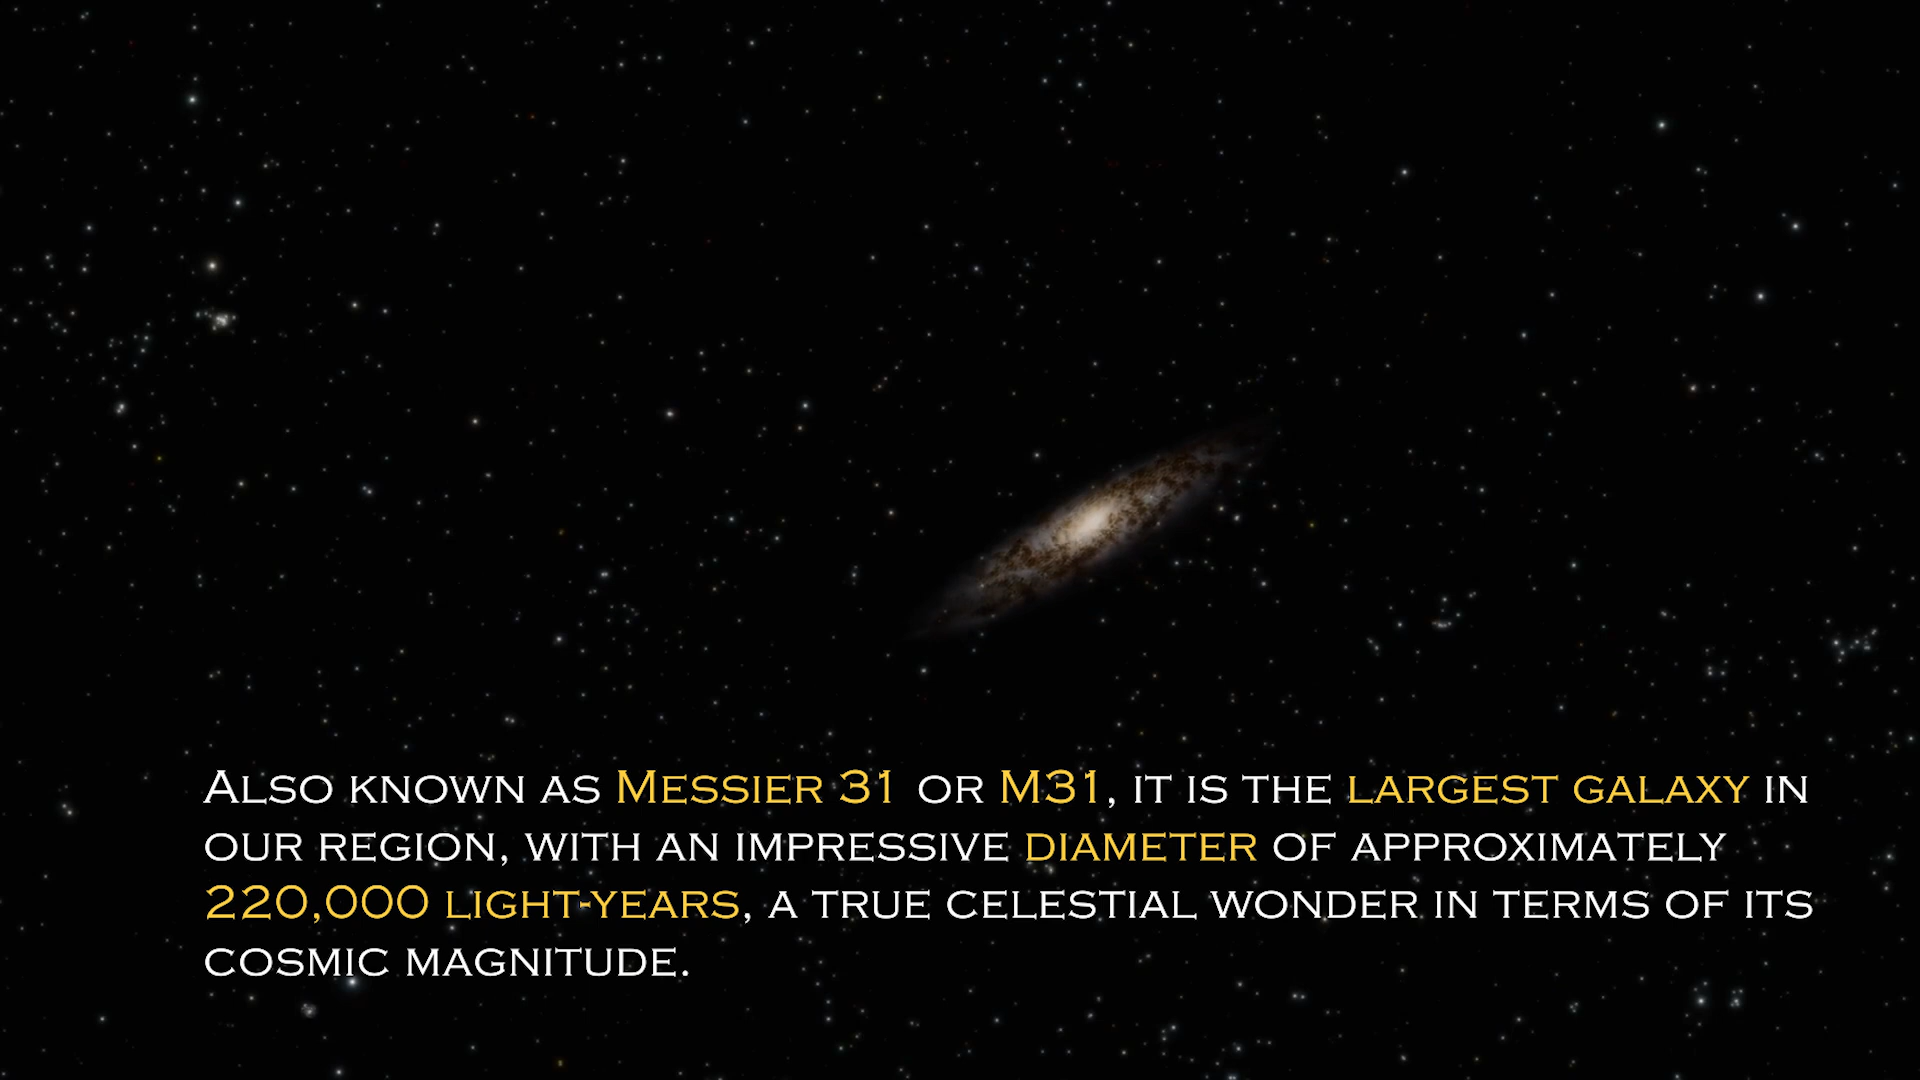 Also known as Messier 31 or M31, it is the largest galaxy in
our region, with an impressive diameter of approximately
220,000 light-years, a true celestial wonder in terms of its
cosmic magnitude.